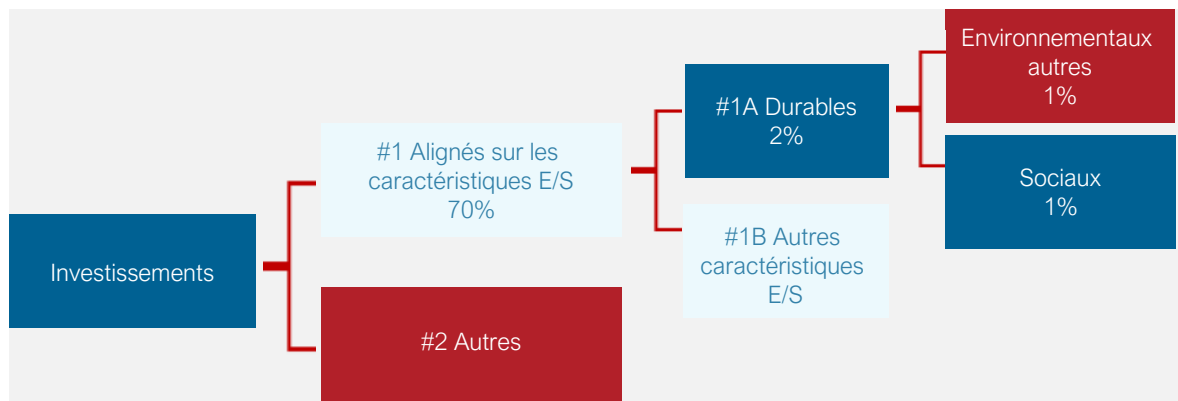 Investissements
#1 Alignés sur les
caractéristiques E/S
70%
#2 Autres
#1A Durables
2%
#1B Autres
caractéristiques
E/S
Environnementaux
autres
1%
Sociaux
1%